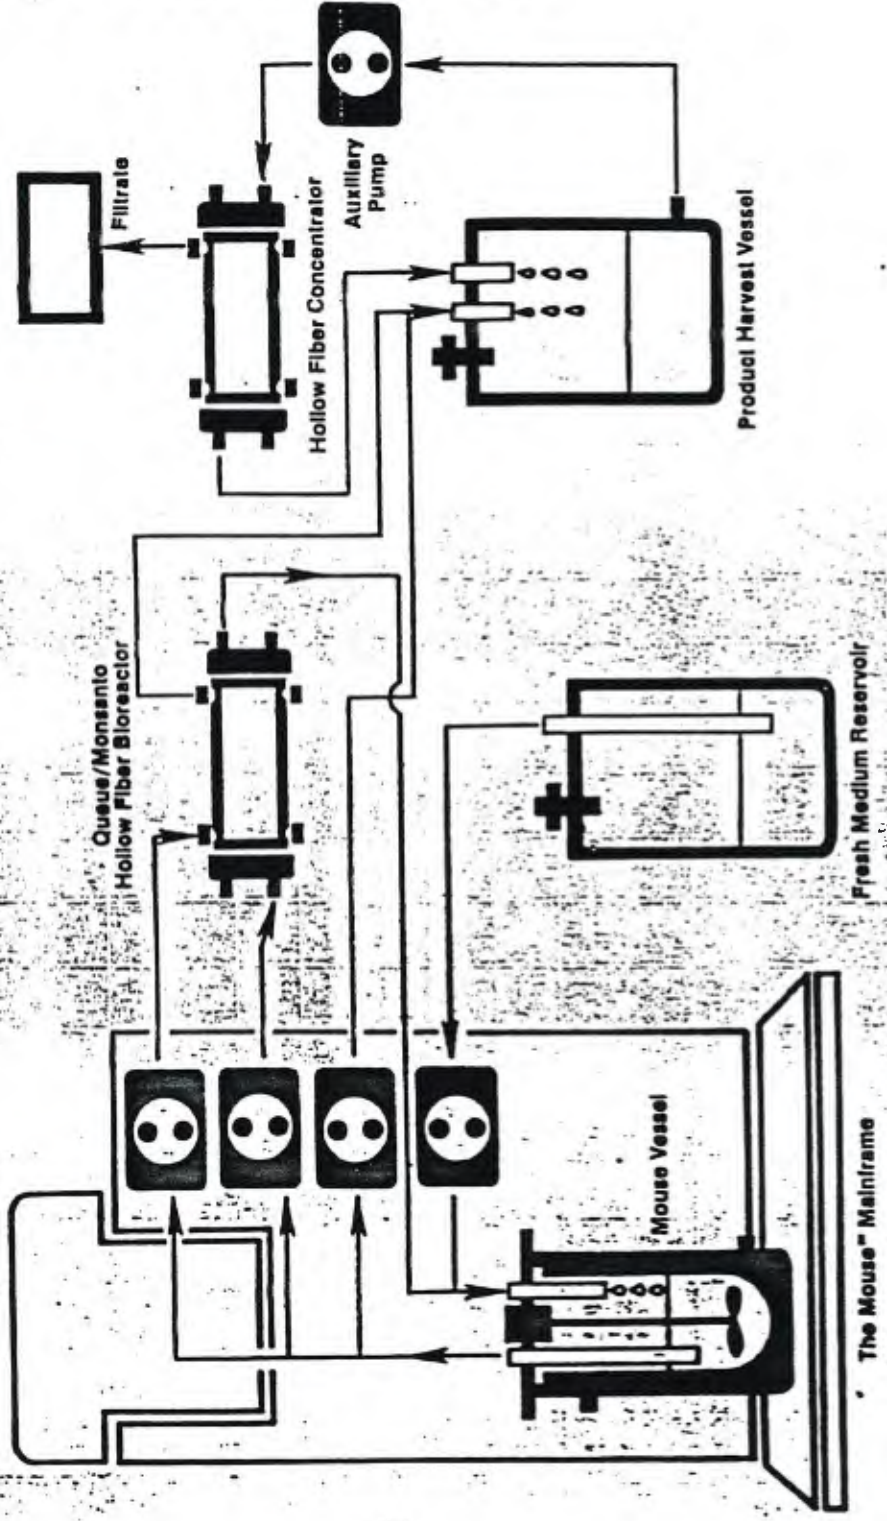 Filtrate
Auxiliary
Pump
Hollow Fiber Concentrator
Product Harvest Vessel
Queue/Monsanto
Hollow Fiber Bioreactor
Fresh Medium Reservoir
Mouse Vessel
The Mouse™ Mainframe